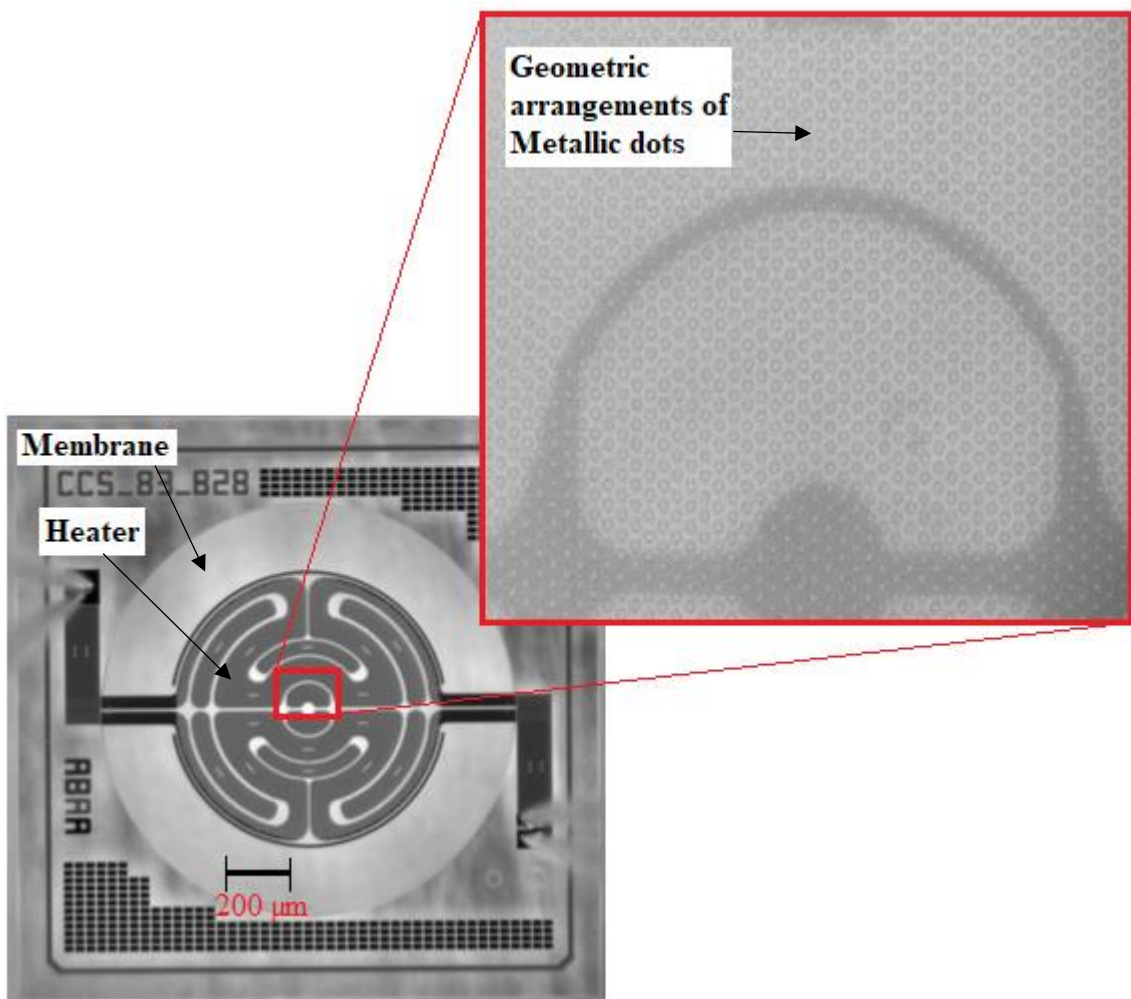 Geometric
arrangements of
Metallic dots
Membrane
CCS_83_828
Heater
ABAA
200 μm